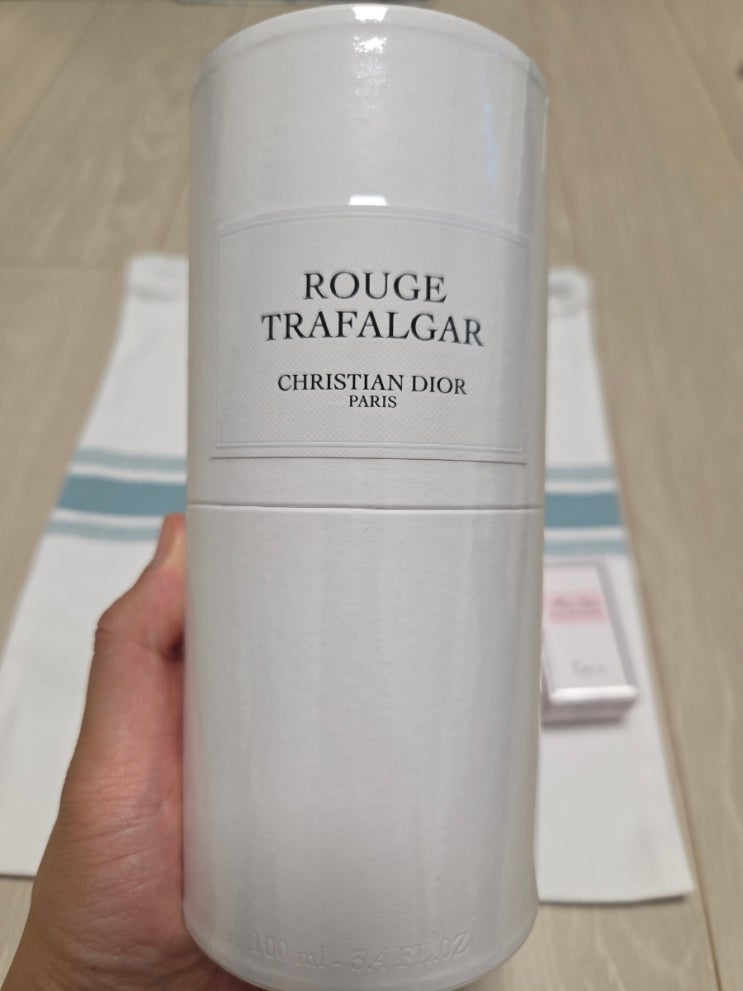 ROUGE
TRAFALGAR
CHRISTIAN DIOR
PARIS
100 ml - 3.4 FL.OZ